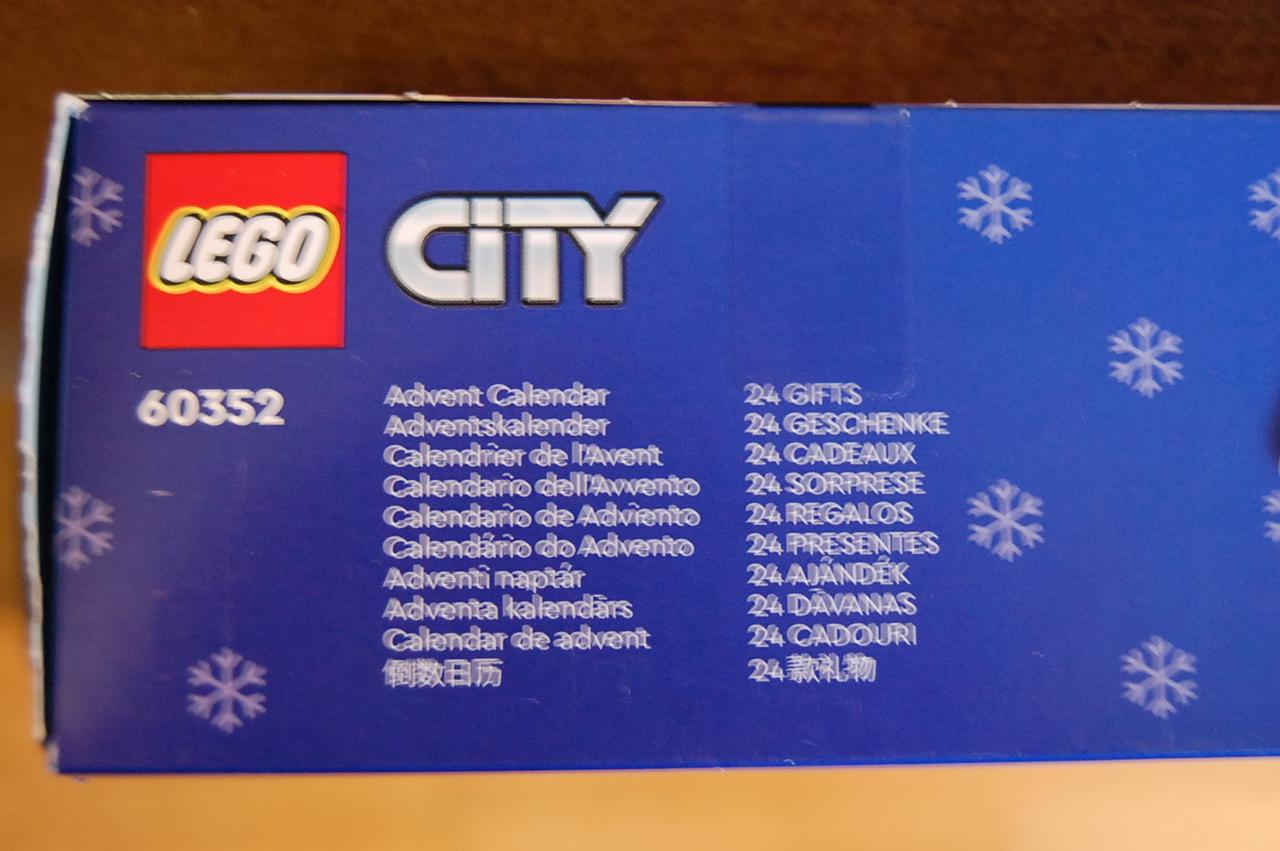 LEGO
CITY
60352
Advent Calendar
Adventskalender
Calendrier de l'Avent
Calendario dell'Avvento
Calendario de Adviento
Calendário do Advento
Adventi naptár
Adventa kalendārs
Calendar de advent
倒数日历
24 GIFTS
24 GESCHENKE
24 CADEAUX
24 SORPRESE
24 REGALOS
24 PRESENTES
24 AJÁNDÉK
24 DĀVANAS
24 CADOURI
24 款礼物